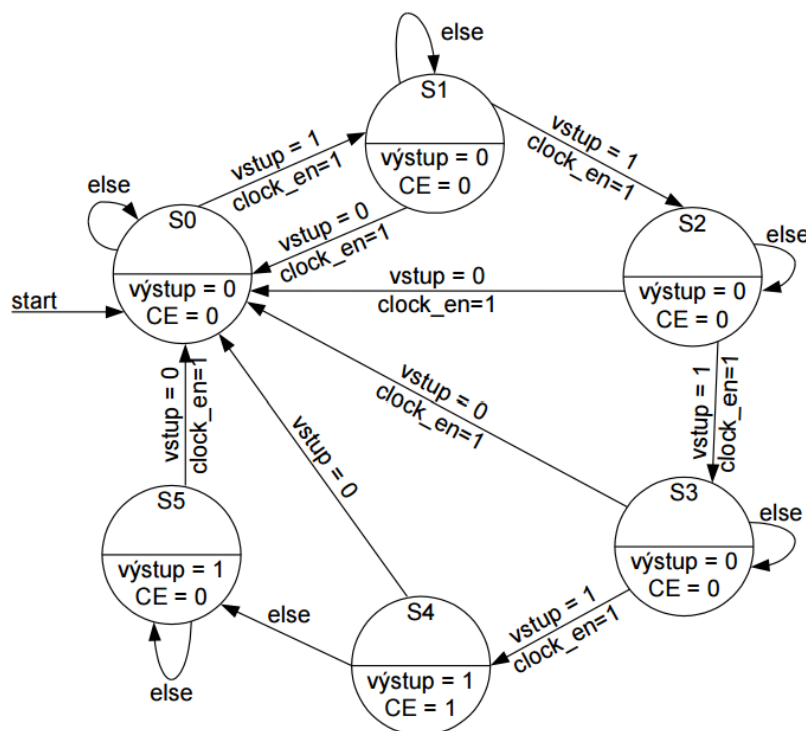 else
S1
výstup = 0
CE = 0
vstup = 1
clock_en=1
vstup = 1
clock_en=1
else
S0
výstup = 0
CE = 0
start
vstup = 0
clock_en=1
S2
výstup = 0
CE = 0
else
vstup = 0
clock_en=1
vstup = 0
clock_en=1
vstup = 1
clock_en=1
vstup = 0
clock_en=1
vstup = 0
S5
výstup = 1
CE = 0
else
S3
výstup = 0
CE = 0
else
vstup = 1
clock_en=1
else
S4
výstup = 1
CE = 1